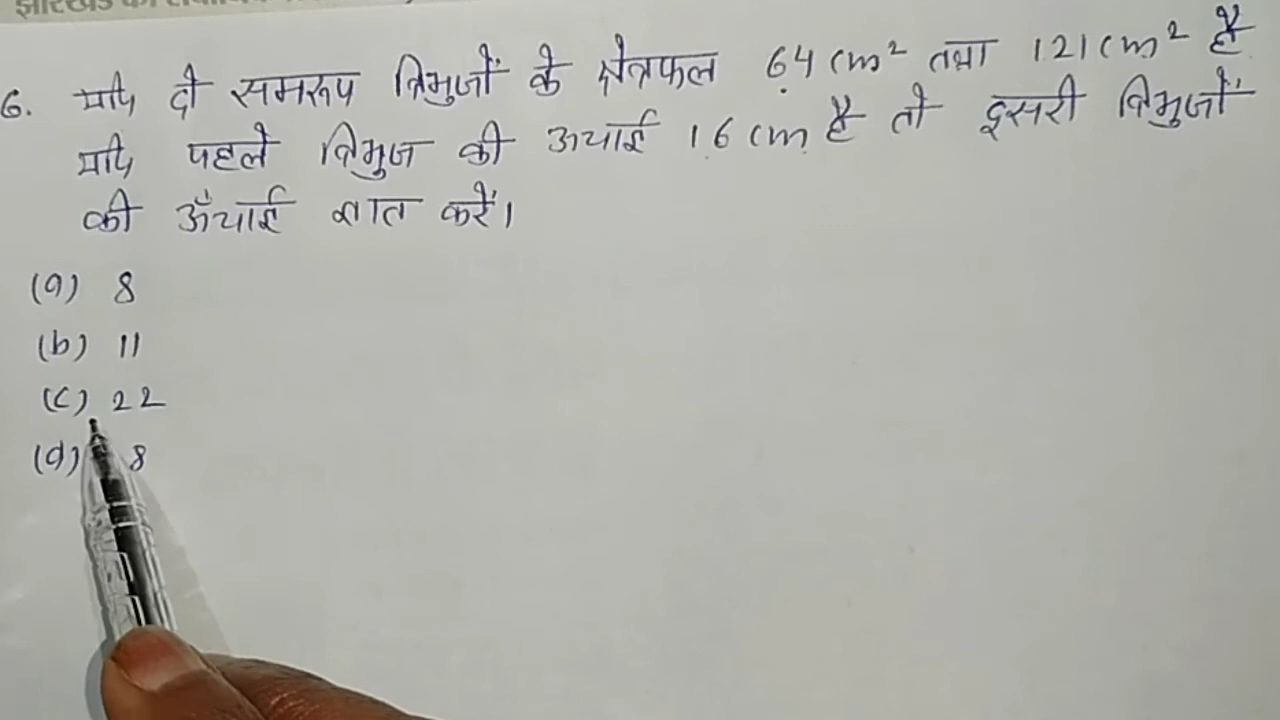 6. यदि दो समरूप त्रिभुजों के क्षेत्रफल 64 cm² तथा 121 cm² है
यदि पहले त्रिभुज की ऊचाई 16 cm है तो दूसरी त्रिभुजों
की ऊँचाई ज्ञात करें।
(a) 8
(b) 11
(c) 22
(d) 8